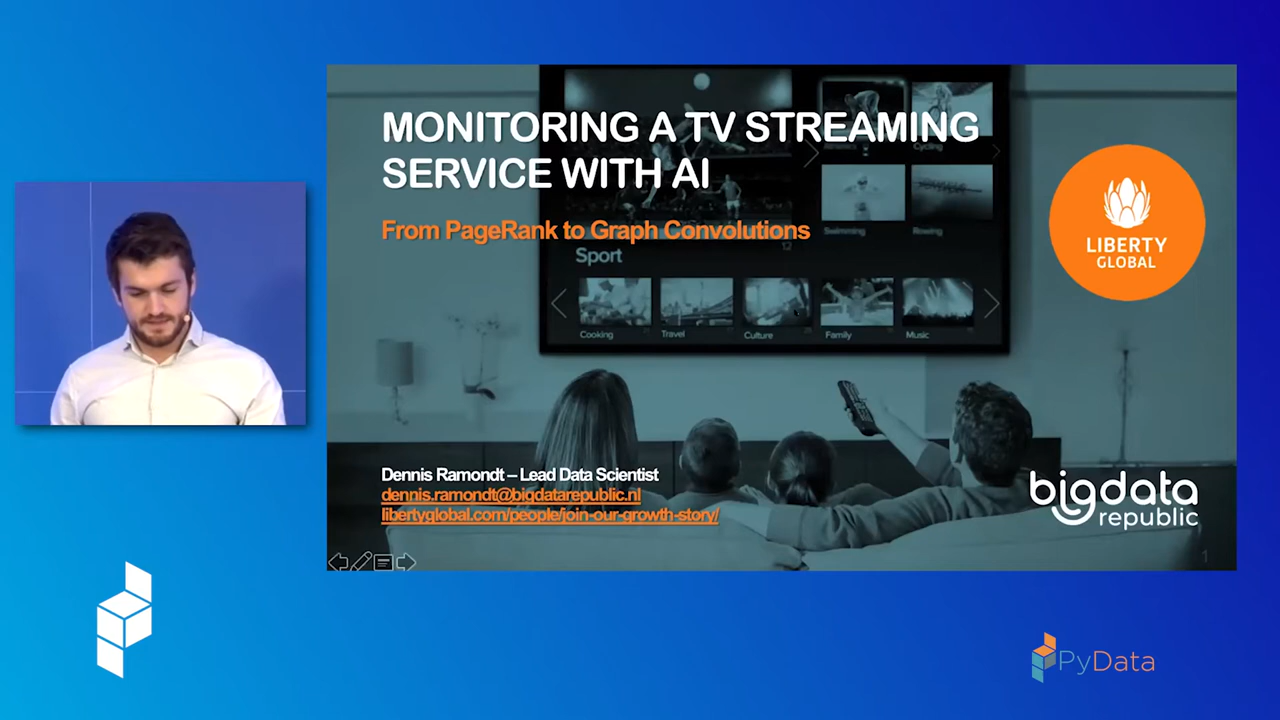 MONITORING A TV STREAMING
SERVICE WITH AI
From PageRank to Graph Convolutions
LIBERTY
GLOBAL
Cycling
Swimming
Rowing
Sport
Cooking
Travel
Culture
Family
Music
Dennis Ramondt – Lead Data Scientist
dennis.ramondt@bigdatarepublic.nl
libertyglobal.com/people/join-our-growth-story/
bigdata
republic
1
PyData